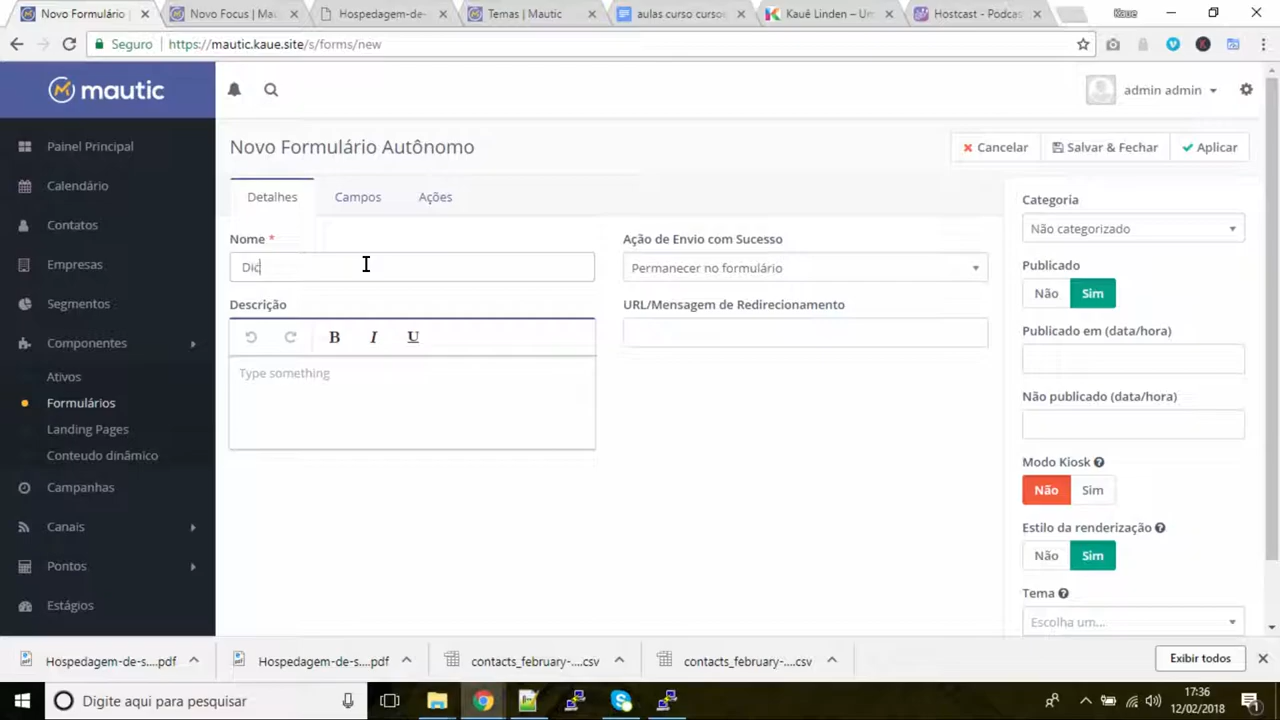 Novo Formulário
Novo Focus | Mau
Hospedagem-de-
Temas | Mautic
aulas curso curso
Kauê Linden – Um
Hostcast - Podcas
Kaue
Seguro
https://mautic.kaue.site/s/forms/new
mautic
admin admin
Painel Principal
Calendário
Contatos
Empresas
Segmentos
Componentes
Ativos
Formulários
Landing Pages
Conteudo dinâmico
Campanhas
Canais
Pontos
Estágios
Novo Formulário Autônomo
Cancelar
Salvar & Fechar
Aplicar
Detalhes
Campos
Ações
Nome *
Dic
Descrição
B I U
Type something
Ação de Envio com Sucesso
Permanecer no formulário
URL/Mensagem de Redirecionamento
Categoria
Não categorizado
Publicado
Não Sim
Publicado em (data/hora)
Não publicado (data/hora)
Modo Kiosk
Não Sim
Estilo da renderização
Não Sim
Tema
Escolha um...
Hospedagem-de-s....pdf
Hospedagem-de-s....pdf
contacts_february-....csv
contacts_february-....csv
Exibir todos
Digite aqui para pesquisar
17:36
12/02/2018